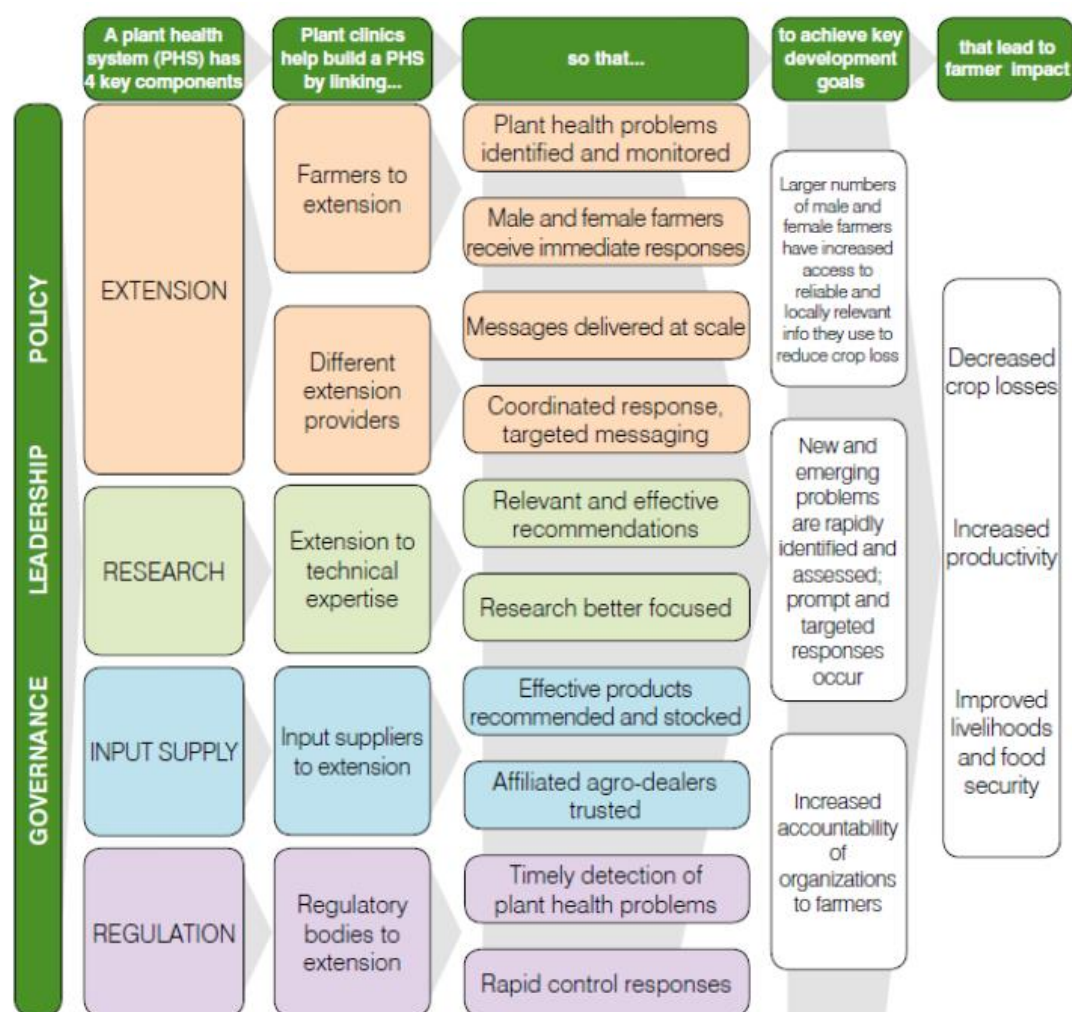 A plant health
system (PHS) has
4 key components
Plant clinics
help build a PHS
by linking...
so that...
to achieve key
development
goals
that lead to
farmer impact
POLICY
LEADERSHIP
GOVERNANCE
EXTENSION
RESEARCH
INPUT SUPPLY
REGULATION
Farmers to
extension
Different
extension
providers
Extension to
technical
expertise
Input suppliers
to extension
Regulatory
bodies to
extension
Plant health problems
identified and monitored
Male and female farmers
receive immediate responses
Messages delivered at scale
Coordinated response,
targeted messaging
Relevant and effective
recommendations
Research better focused
Effective products
recommended and stocked
Affiliated agro-dealers
trusted
Timely detection of
plant health problems
Rapid control responses
Larger numbers
of male and
female farmers
have increased
access to
reliable and
locally relevant
info they use to
reduce crop loss
New and
emerging
problems
are rapidly
identified and
assessed;
prompt and
targeted
responses
occur
Increased
accountability
of
organizations
to farmers
Decreased
crop losses
Increased
productivity
Improved
livelihoods
and food
security